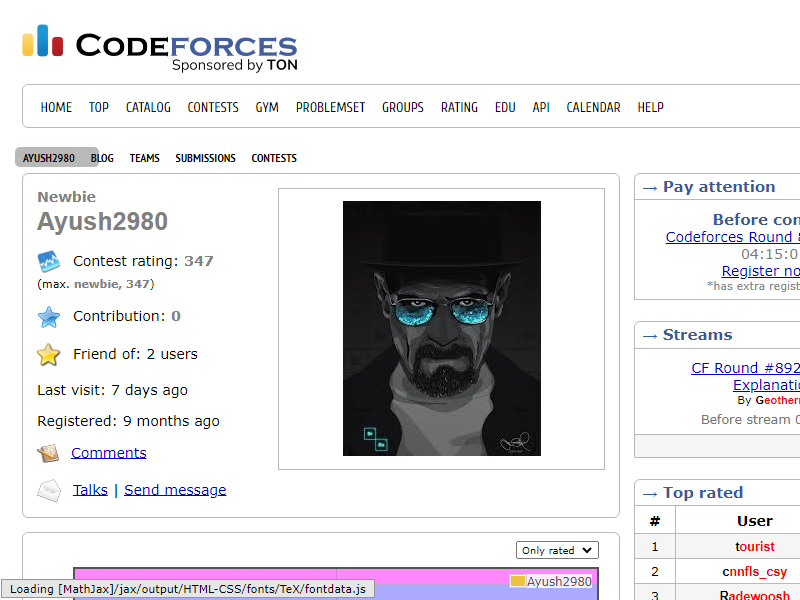 CODEFORCES
Sponsored by TON
HOME TOP CATALOG CONTESTS GYM PROBLEMSET GROUPS RATING EDU API CALENDAR HELP
AYUSH2980 BLOG TEAMS SUBMISSIONS CONTESTS
Newbie
Ayush2980
Contest rating: 347
(max. newbie, 347)
Contribution: 0
Friend of: 2 users
Last visit: 7 days ago
Registered: 9 months ago
Comments
Talks | Send message
→ Pay attention
Before con
Codeforces Round 8
04:15:0
Register no
*has extra regist
→ Streams
CF Round #892
Explanatio
By Geother
Before stream 0
→ Top rated
# User
1 tourist
2 cnnfls_csy
3 Radewoosh
Only rated
Ayush2980
Loading [MathJax]/jax/output/HTML-CSS/fonts/TeX/fontdata.js